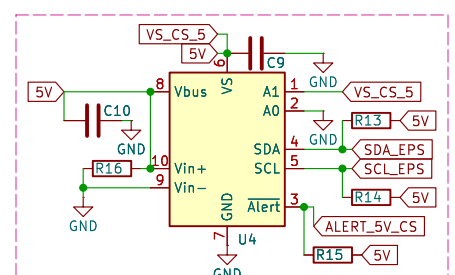 VS_CS_5
5V
6
C9
GND
5V
8
Vbus
VS
A1
1
VS_CS_5
C10
GND
A0
2
GND
R13
5V
SDA
4
SDA_EPS
R16
10
Vin+
SCL
5
SCL_EPS
9
Vin-
R14
5V
GND
GND
Alert
3
ALERT_5V_CS
7
U4
GND
R15
5V